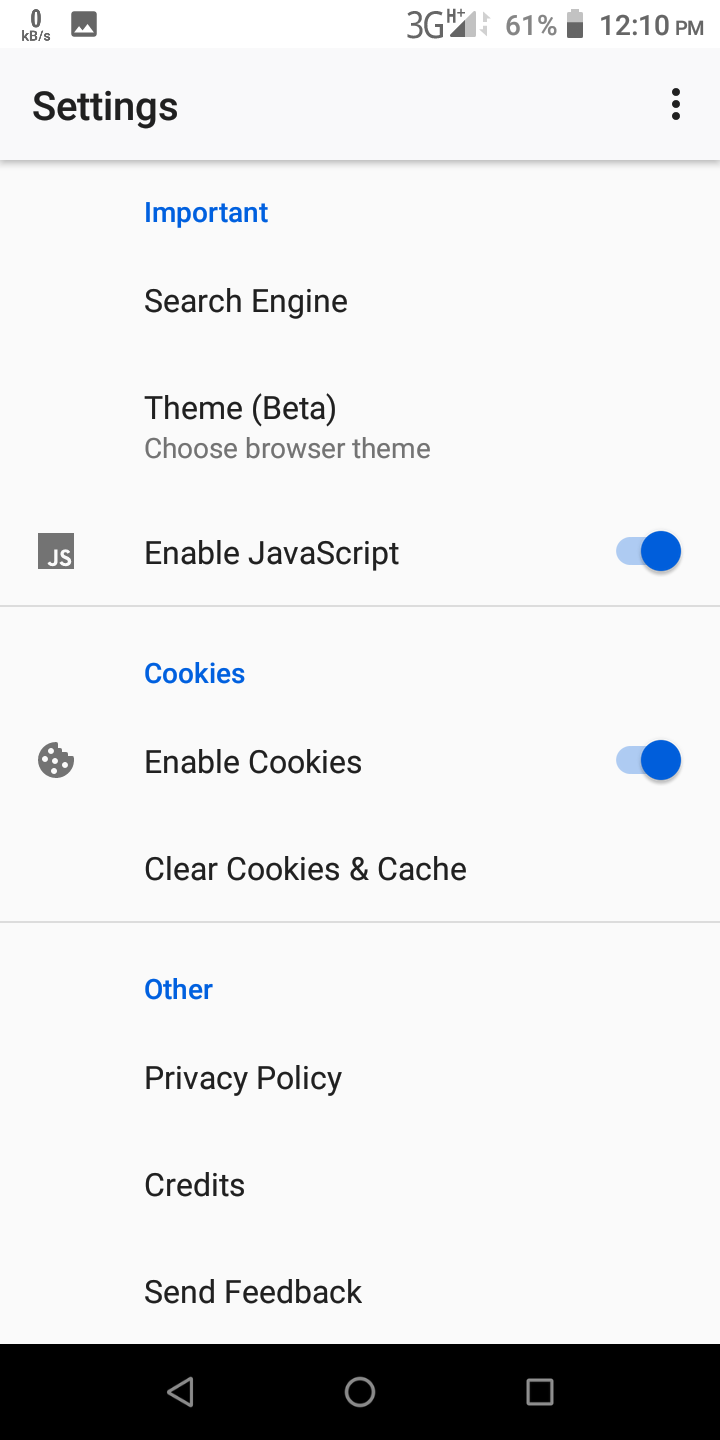 0
kB/s
3G H+ 61% 12:10 PM
Settings
Important
Search Engine
Theme (Beta)
Choose browser theme
JS
Enable JavaScript
Cookies
Enable Cookies
Clear Cookies & Cache
Other
Privacy Policy
Credits
Send Feedback